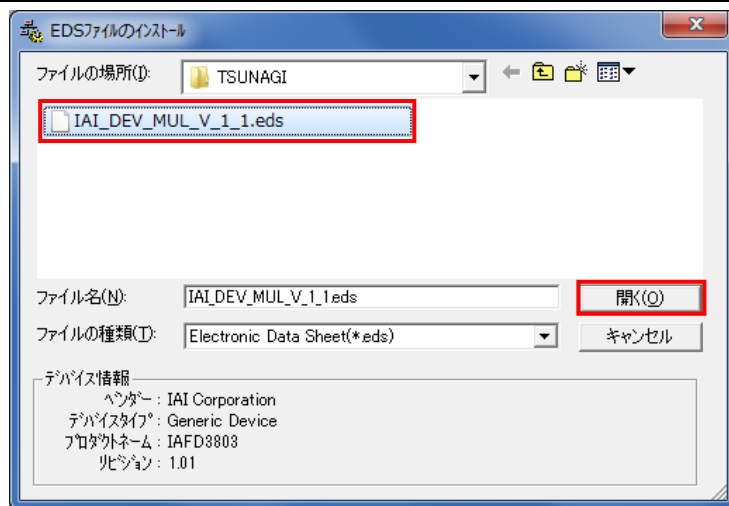 EDSﾌｧｲﾙのｲﾝｽﾄｰﾙ
ファイルの場所(I):
TSUNAGI
IAI_DEV_MUL_V_1_1.eds
ファイル名(N):
IAI_DEV_MUL_V_1_1.eds
開く(O)
ファイルの種類(T):
Electronic Data Sheet(*.eds)
キャンセル
ﾃﾞﾊﾞｲｽ情報
ﾍﾞﾝﾀﾞｰ : IAI Corporation
ﾃﾞﾊﾞｲｽﾀｲﾌﾟ : Generic Device
ﾌﾟﾛﾀﾞｸﾄﾈｰﾑ : IAFD3803
ﾘﾋﾞｼﾞｮﾝ : 1.01